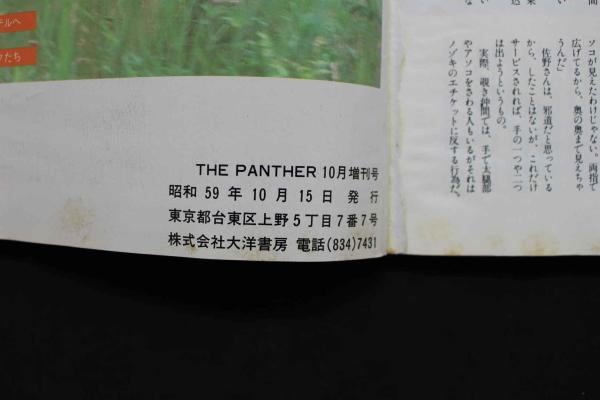 テルへ
たち
THE PANTHER 10月増刊号
昭和 59 年 10 月 15 日 発 行
東京都台東区上野5丁目7番7号
株式会社大洋書房 電話(834)7431
間
ソコが見えたわけじゃない。両指で
広げてるから、奥の奥まで見えちゃ
うんだ」
佐野さんは、邪道だと思っている
から、したことはないが、これだけ
サービスされれば、手の一つや二つ
は出ようというもの。
実際、覗き仲間では、手で太腿部
やアソコをさわる人もいるがそれは
ノゾキのエチケットに反する行為だ。